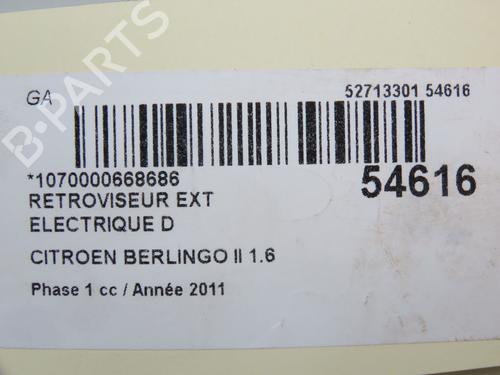 GA
52713301 54616
*1070000668686
54616
RETROVISEUR EXT
ELECTRIQUE D
CITROEN BERLINGO II 1.6
Phase 1 cc / Année 2011
B-PARTS